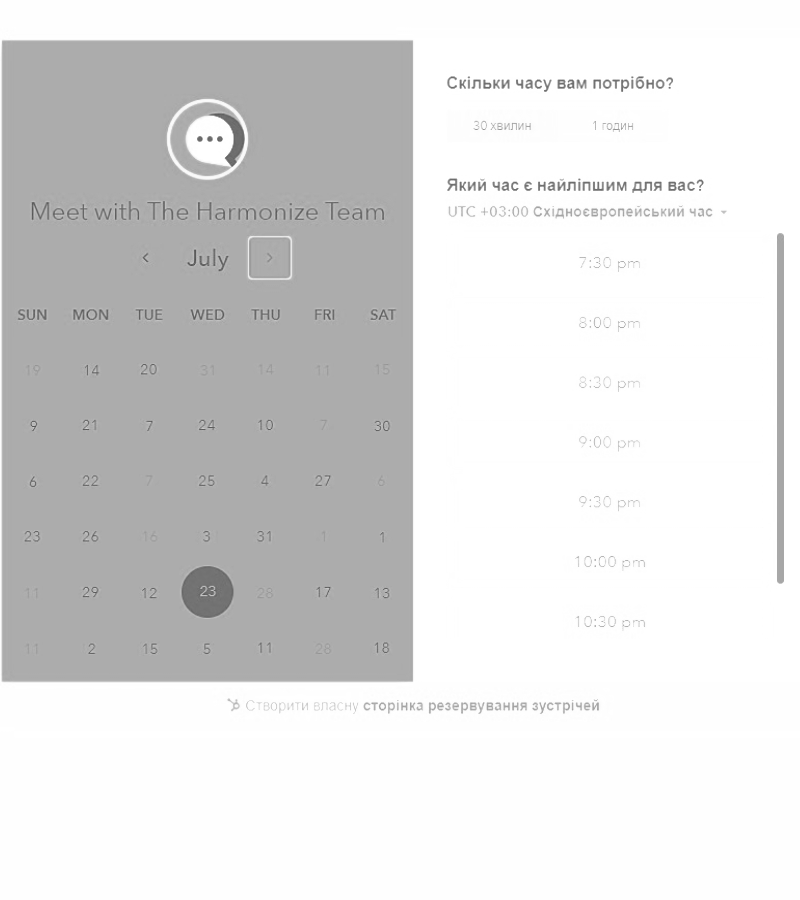 Meet with The Harmonize Team
July
SUN MON TUE WED THU FRI SAT
19 14 20 31 14 11 15
9 21 7 24 10 7 30
6 22 7 25 4 27 6
23 26 16 3 31 1 1
11 29 12 23 28 17 13
11 2 15 5 11 28 18
Скільки часу вам потрібно?
30 хвилин 1 годин
Який час є найліпшим для вас?
UTC +03:00 Східноєвропейський час
7:30 pm
8:00 pm
8:30 pm
9:00 pm
9:30 pm
10:00 pm
10:30 pm
Створити власну сторінка резервування зустрічей